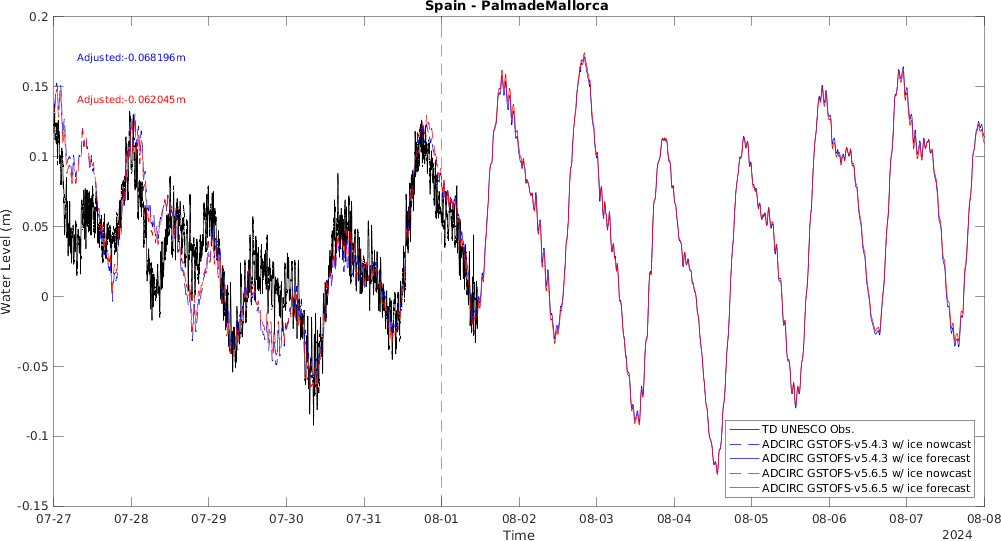 Spain - PalmadeMallorca
0.2
0.15
0.1
0.05
0
-0.05
-0.1
-0.15
Water Level (m)
Adjusted:-0.068196m
Adjusted:-0.062045m
TD UNESCO Obs.
ADCIRC GSTOFS-v5.4.3 w/ ice nowcast
ADCIRC GSTOFS-v5.4.3 w/ ice forecast
ADCIRC GSTOFS-v5.6.5 w/ ice nowcast
ADCIRC GSTOFS-v5.6.5 w/ ice forecast
07-27 07-28 07-29 07-30 07-31 08-01 08-02 08-03 08-04 08-05 08-06 08-07 08-08
Time
2024